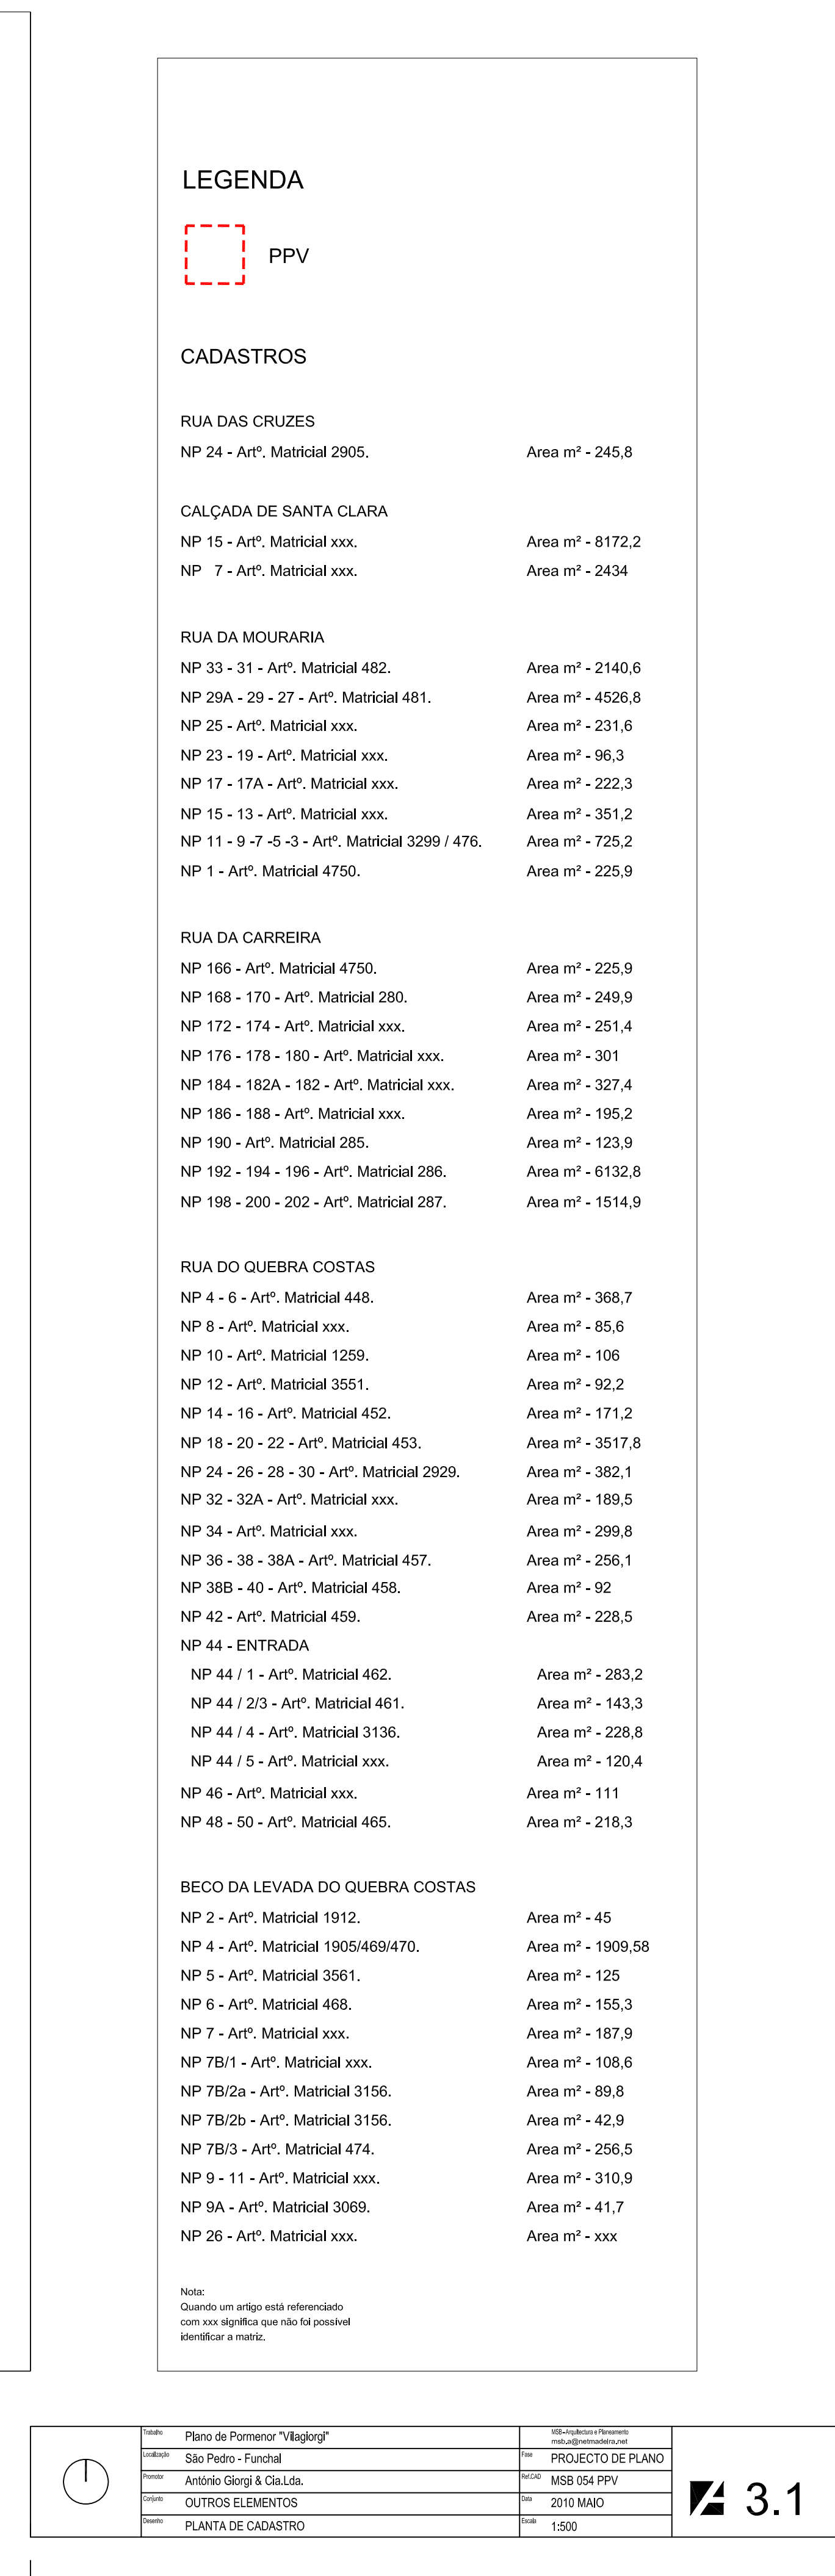 LEGENDA
PPV
CADASTROS
RUA DAS CRUZES
NP 24 - Artº. Matricial 2905. Area m² - 245,8
CALÇADA DE SANTA CLARA
NP 15 - Artº. Matricial xxx. Area m² - 8172,2
NP 7 - Artº. Matricial xxx. Area m² - 2434
RUA DA MOURARIA
NP 33 - 31 - Artº. Matricial 482. Area m² - 2140,6
NP 29A - 29 - 27 - Artº. Matricial 481. Area m² - 4526,8
NP 25 - Artº. Matricial xxx. Area m² - 231,6
NP 23 - 19 - Artº. Matricial xxx. Area m² - 96,3
NP 17 - 17A - Artº. Matricial xxx. Area m² - 222,3
NP 15 - 13 - Artº. Matricial xxx. Area m² - 351,2
NP 11 - 9 -7 -5 -3 - Artº. Matricial 3299 / 476. Area m² - 725,2
NP 1 - Artº. Matricial 4750. Area m² - 225,9
RUA DA CARREIRA
NP 166 - Artº. Matricial 4750. Area m² - 225,9
NP 168 - 170 - Artº. Matricial 280. Area m² - 249,9
NP 172 - 174 - Artº. Matricial xxx. Area m² - 251,4
NP 176 - 178 - 180 - Artº. Matricial xxx. Area m² - 301
NP 184 - 182A - 182 - Artº. Matricial xxx. Area m² - 327,4
NP 186 - 188 - Artº. Matricial xxx. Area m² - 195,2
NP 190 - Artº. Matricial 285. Area m² - 123,9
NP 192 - 194 - 196 - Artº. Matricial 286. Area m² - 6132,8
NP 198 - 200 - 202 - Artº. Matricial 287. Area m² - 1514,9
RUA DO QUEBRA COSTAS
NP 4 - 6 - Artº. Matricial 448. Area m² - 368,7
NP 8 - Artº. Matricial xxx. Area m² - 85,6
NP 10 - Artº. Matricial 1259. Area m² - 106
NP 12 - Artº. Matricial 3551. Area m² - 92,2
NP 14 - 16 - Artº. Matricial 452. Area m² - 171,2
NP 18 - 20 - 22 - Artº. Matricial 453. Area m² - 3517,8
NP 24 - 26 - 28 - 30 - Artº. Matricial 2929. Area m² - 382,1
NP 32 - 32A - Artº. Matricial xxx. Area m² - 189,5
NP 34 - Artº. Matricial xxx. Area m² - 299,8
NP 36 - 38 - 38A - Artº. Matricial 457. Area m² - 256,1
NP 38B - 40 - Artº. Matricial 458. Area m² - 92
NP 42 - Artº. Matricial 459. Area m² - 228,5
NP 44 - ENTRADA
NP 44 / 1 - Artº. Matricial 462. Area m² - 283,2
NP 44 / 2/3 - Artº. Matricial 461. Area m² - 143,3
NP 44 / 4 - Artº. Matricial 3136. Area m² - 228,8
NP 44 / 5 - Artº. Matricial xxx. Area m² - 120,4
NP 46 - Artº. Matricial xxx. Area m² - 111
NP 48 - 50 - Artº. Matricial 465. Area m² - 218,3
BECO DA LEVADA DO QUEBRA COSTAS
NP 2 - Artº. Matricial 1912. Area m² - 45
NP 4 - Artº. Matricial 1905/469/470. Area m² - 1909,58
NP 5 - Artº. Matricial 3561. Area m² - 125
NP 6 - Artº. Matricial 468. Area m² - 155,3
NP 7 - Artº. Matricial xxx. Area m² - 187,9
NP 7B/1 - Artº. Matricial xxx. Area m² - 108,6
NP 7B/2a - Artº. Matricial 3156. Area m² - 89,8
NP 7B/2b - Artº. Matricial 3156. Area m² - 42,9
NP 7B/3 - Artº. Matricial 474. Area m² - 256,5
NP 9 - 11 - Artº. Matricial xxx. Area m² - 310,9
NP 9A - Artº. Matricial 3069. Area m² - 41,7
NP 26 - Artº. Matricial xxx. Area m² - xxx
Nota:
Quando um artigo está referenciado
com xxx significa que não foi possível
identificar a matriz.
Trabalho Plano de Pormenor "Vilagiorgi" MSB-Arquitectura e Planeamento
msb.a@netmadeira.net
Localização São Pedro - Funchal Fase PROJECTO DE PLANO
Promotor António Giorgi & Cia.Lda. Ref.CAD MSB 054 PPV
Conjunto OUTROS ELEMENTOS Data 2010 MAIO
Desenho PLANTA DE CADASTRO Escala 1:500
3.1